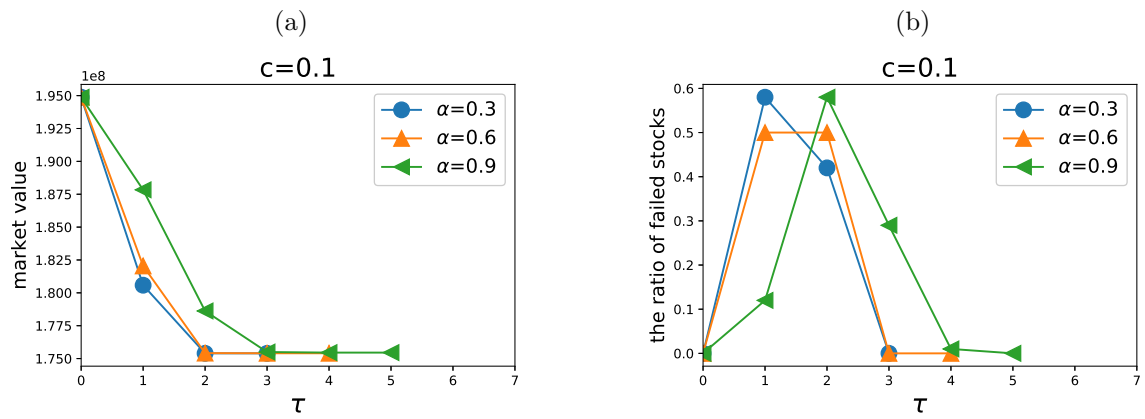 (a)
c=0.1
1e8
market value
1.950
1.925
1.900
1.875
1.850
1.825
1.800
1.775
1.750
0 1 2 3 4 5 6 7
τ
α=0.3
α=0.6
α=0.9
(b)
c=0.1
the ratio of failed stocks
0.6
0.5
0.4
0.3
0.2
0.1
0.0
0 1 2 3 4 5 6 7
τ
α=0.3
α=0.6
α=0.9